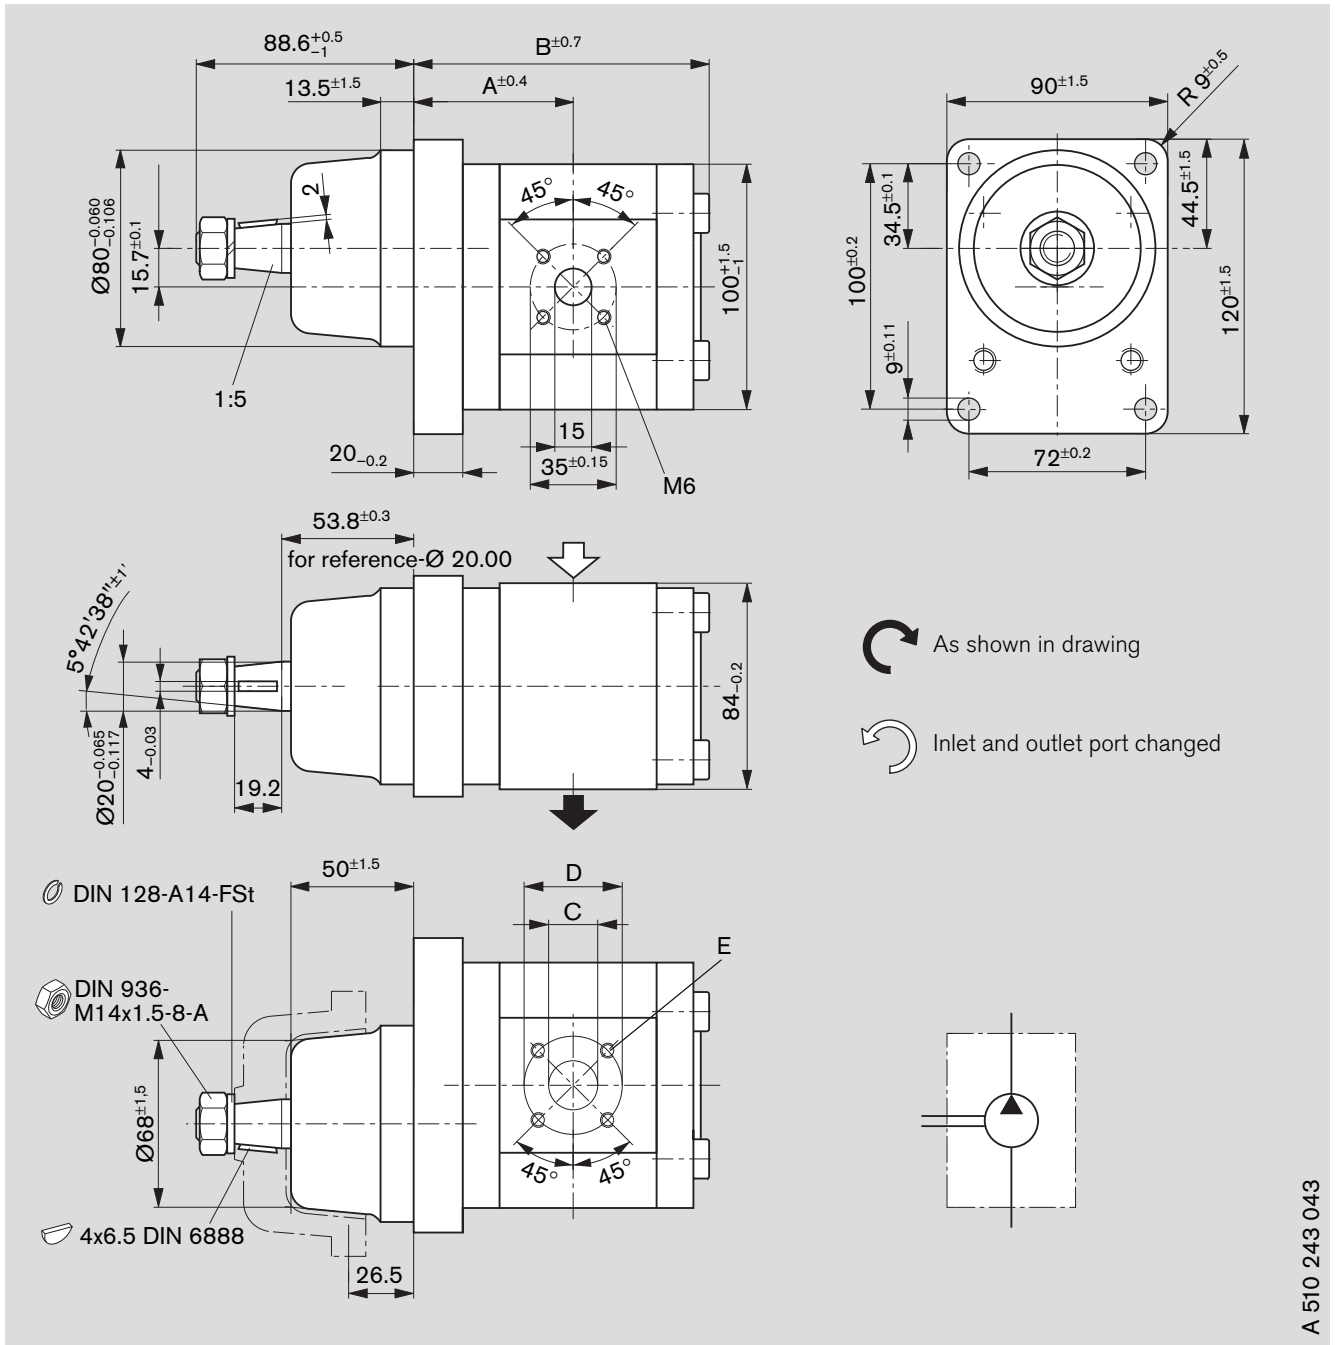 88.6+0.5 −1
B±0.7
13.5±1.5
A±0.4
90±1.5
R 9±0.5
2
45°
45°
Ø80−0.060 −0.106
15.7±0.1
100+1.5 −1
34.5±0.1
44.5±1.5
100±0.2
120±1.5
9±0.11
1:5
15
20−0.2
35±0.15
M6
72±0.2
53.8±0.3
for reference-Ø 20.00
5°42'38"±1'
84−0.2
As shown in drawing
Inlet and outlet port changed
Ø20−0.065 −0.117
4−0.03
19.2
50±1.5
D
C
E
DIN 128-A14-FSt
DIN 936-
M14x1.5-8-A
Ø68±1,5
45°
45°
4x6.5 DIN 6888
26.5
A 510 243 043